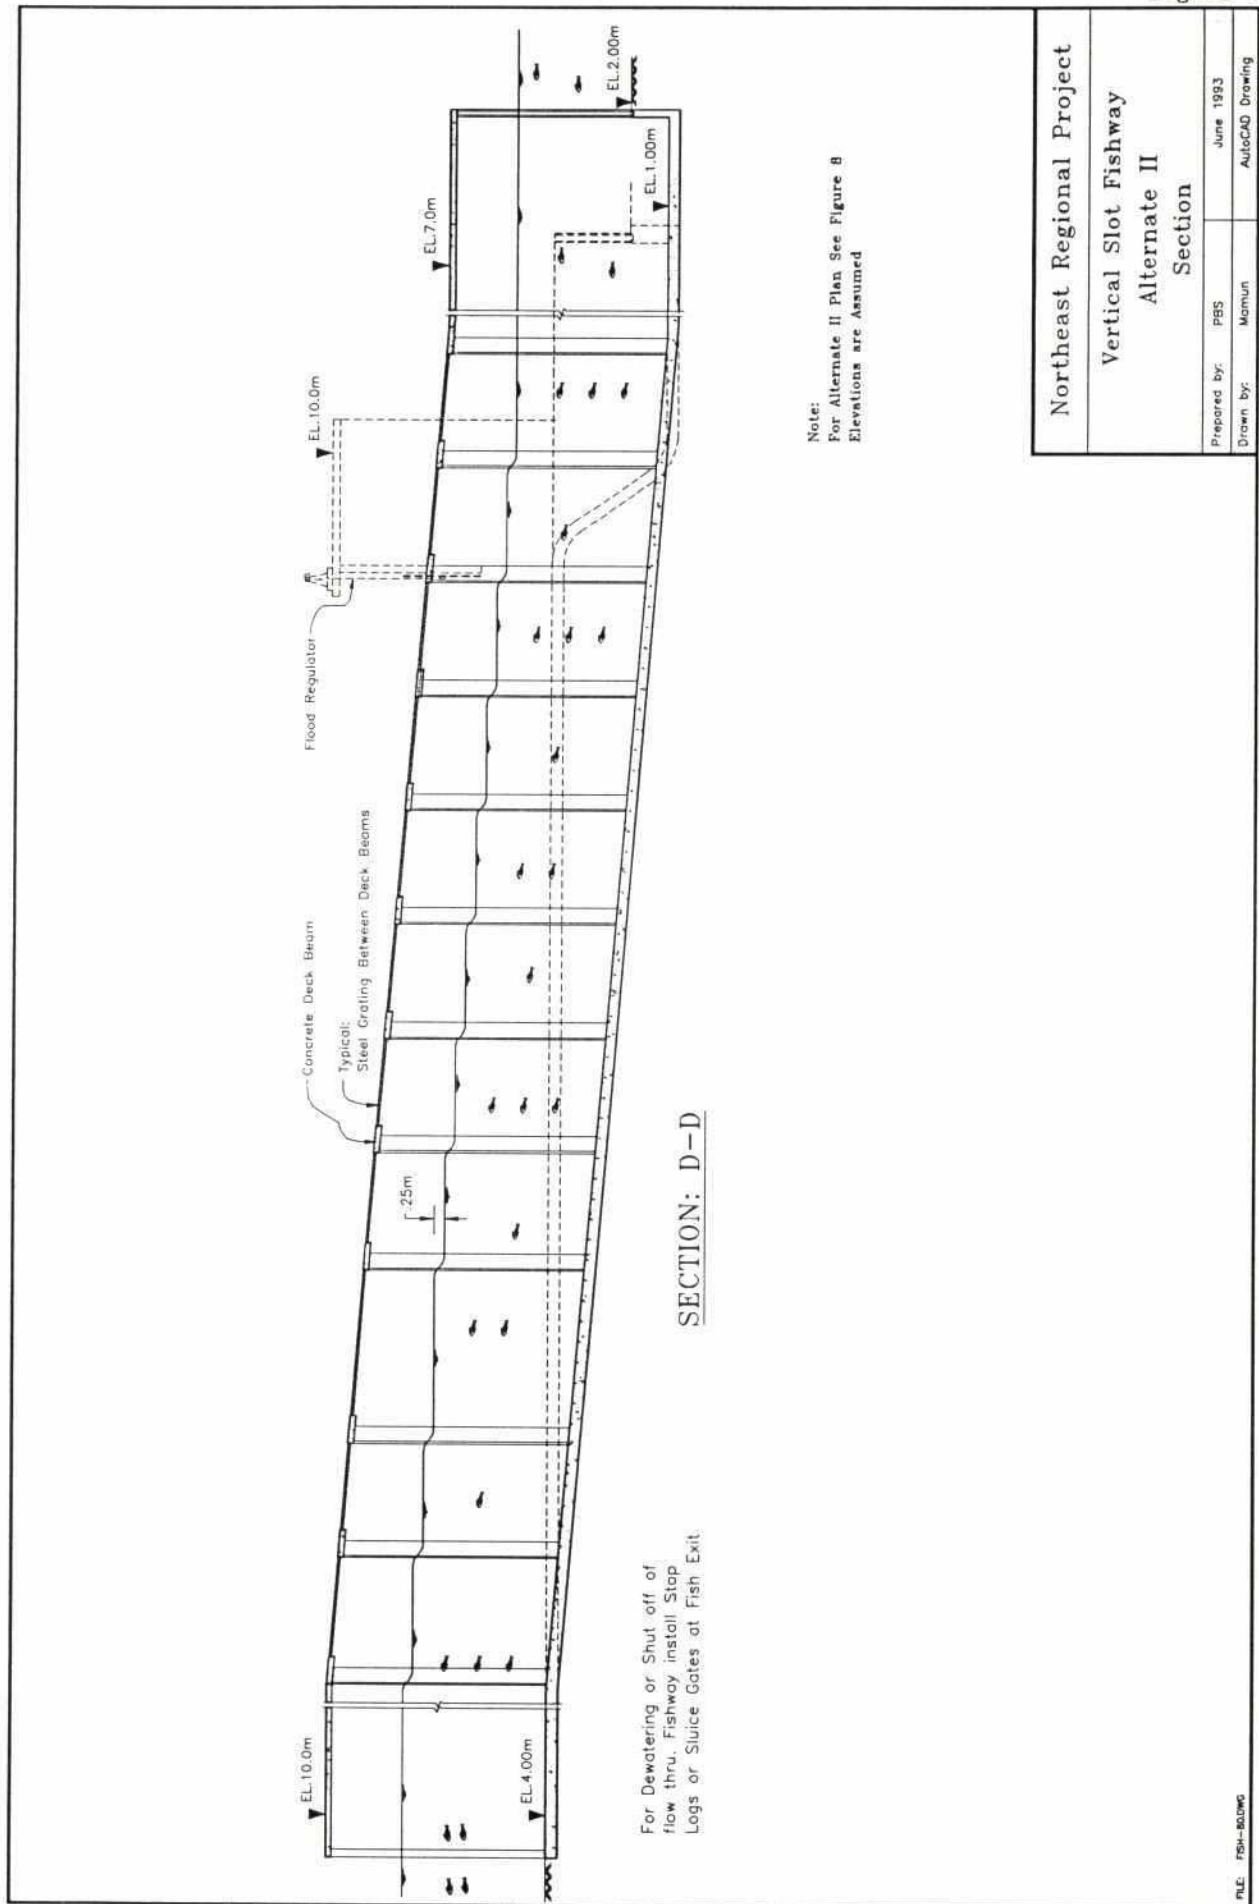 EL.10.0m
EL.4.00m
For Dewatering or Shut off of
flow thru. Fishway install Stop
Logs or Sluice Gates at Fish Exit.
.25m
SECTION: D-D
Concrete Deck Beam
Typical:
Steel Grating Between Deck Beams
Flood Regulator
EL.10.0m
EL.7.0m
EL.2.00m
EL.1.00m
Note:
For Alternate II Plan See Figure 8
Elevations are Assumed
Northeast Regional Project
Vertical Slot Fishway
Alternate II
Section
Prepared by: PBS June 1993
Drawn by: Mamun AutoCAD Drawing
FILE: FISH-80.DWG